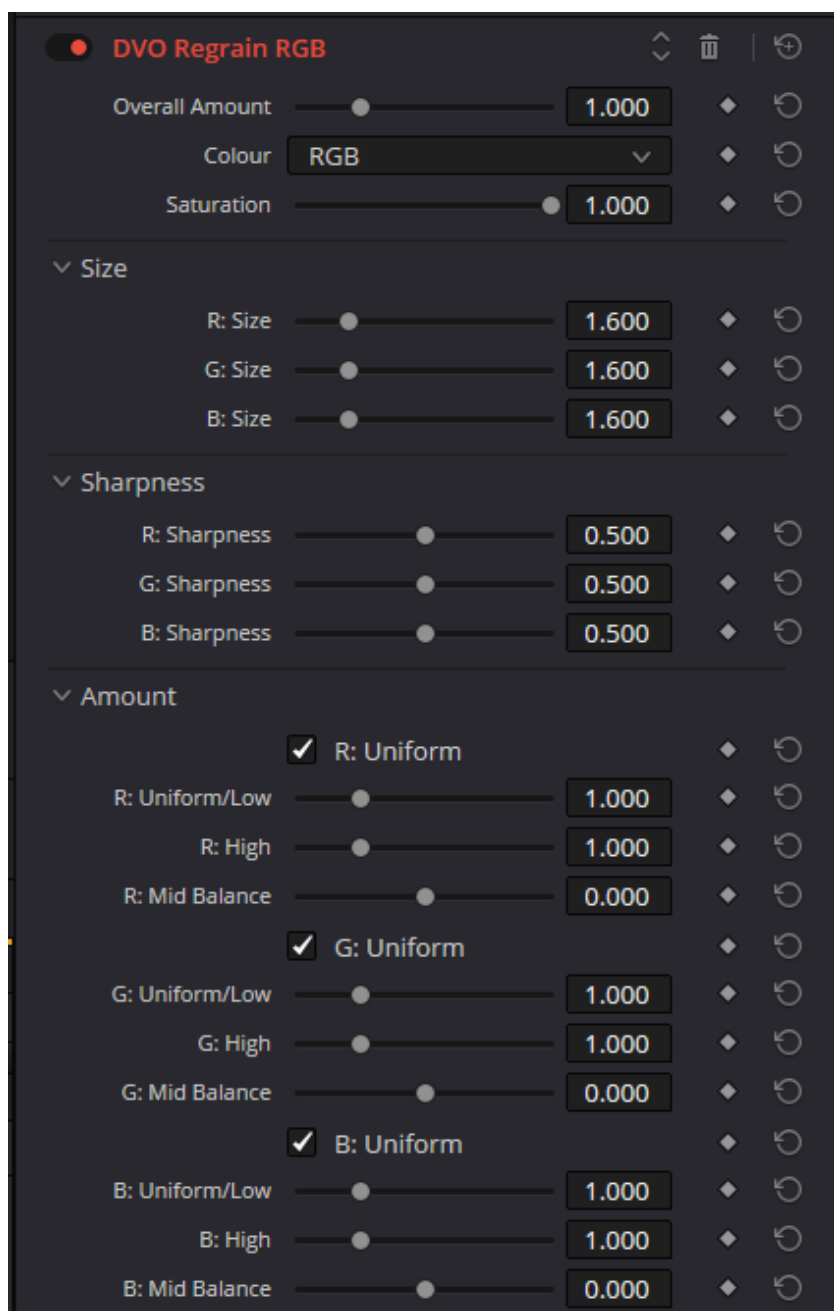 DVO Regrain RGB
Overall Amount 1.000
Colour RGB
Saturation 1.000
Size
R: Size 1.600
G: Size 1.600
B: Size 1.600
Sharpness
R: Sharpness 0.500
G: Sharpness 0.500
B: Sharpness 0.500
Amount
R: Uniform
R: Uniform/Low 1.000
R: High 1.000
R: Mid Balance 0.000
G: Uniform
G: Uniform/Low 1.000
G: High 1.000
G: Mid Balance 0.000
B: Uniform
B: Uniform/Low 1.000
B: High 1.000
B: Mid Balance 0.000